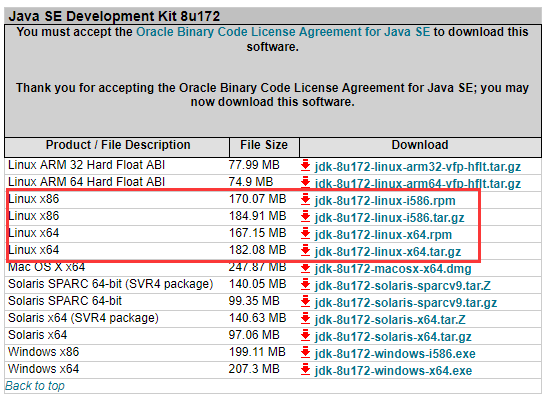 Java SE Development Kit 8u172
You must accept the Oracle Binary Code License Agreement for Java SE to download this
software.
Thank you for accepting the Oracle Binary Code License Agreement for Java SE; you may
now download this software.
Product / File Description File Size Download
Linux ARM 32 Hard Float ABI 77.99 MB jdk-8u172-linux-arm32-vfp-hflt.tar.gz
Linux ARM 64 Hard Float ABI 74.9 MB jdk-8u172-linux-arm64-vfp-hflt.tar.gz
Linux x86 170.07 MB jdk-8u172-linux-i586.rpm
Linux x86 184.91 MB jdk-8u172-linux-i586.tar.gz
Linux x64 167.15 MB jdk-8u172-linux-x64.rpm
Linux x64 182.08 MB jdk-8u172-linux-x64.tar.gz
Mac OS X x64 247.87 MB jdk-8u172-macosx-x64.dmg
Solaris SPARC 64-bit (SVR4 package) 140.05 MB jdk-8u172-solaris-sparcv9.tar.Z
Solaris SPARC 64-bit 99.35 MB jdk-8u172-solaris-sparcv9.tar.gz
Solaris x64 (SVR4 package) 140.63 MB jdk-8u172-solaris-x64.tar.Z
Solaris x64 97.06 MB jdk-8u172-solaris-x64.tar.gz
Windows x86 199.11 MB jdk-8u172-windows-i586.exe
Windows x64 207.3 MB jdk-8u172-windows-x64.exe
Back to top